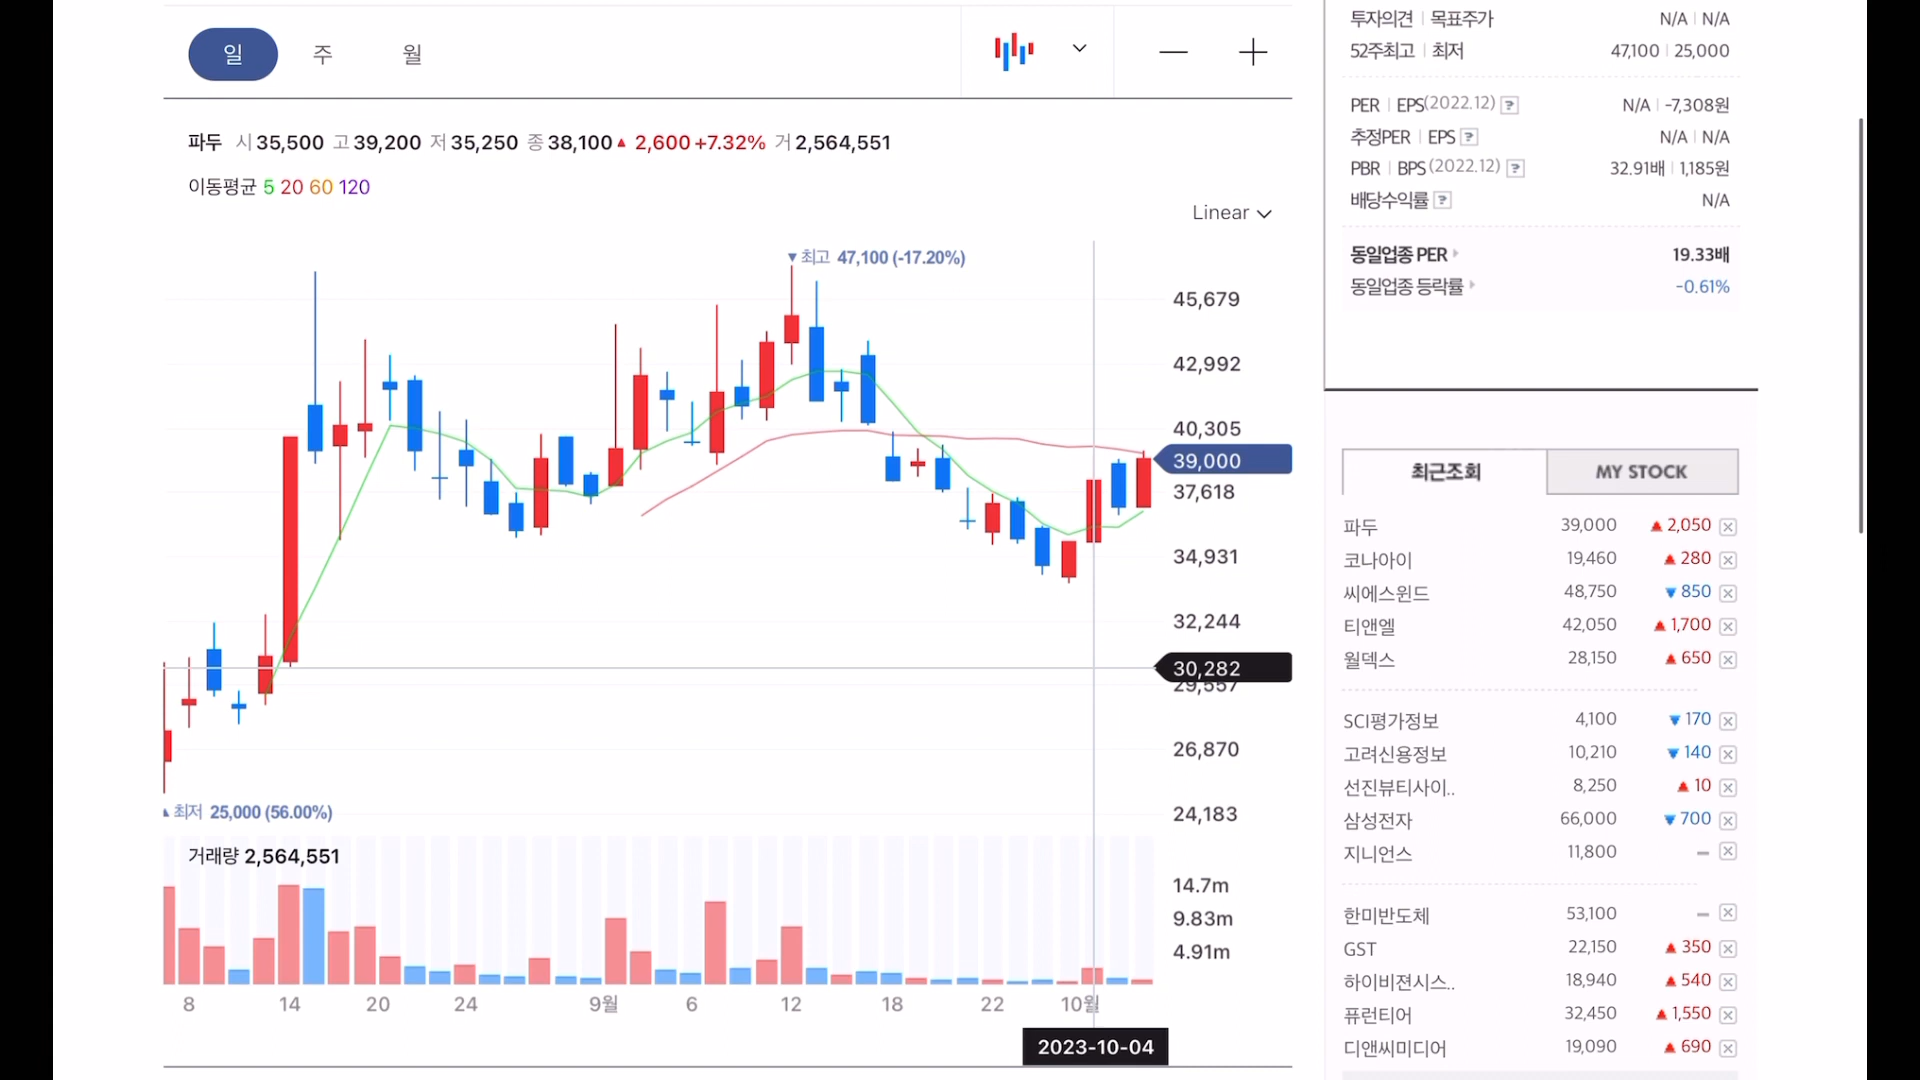 일 주 월
파두 시 35,500 고 39,200 저 35,250 종 38,100 ▲ 2,600 +7.32% 거 2,564,551
이동평균 5 20 60 120
Linear
▼최고 47,100 (-17.20%)
45,679
42,992
40,305
39,000
37,618
34,931
32,244
30,282
29,557
26,870
24,183
▲최저 25,000 (56.00%)
거래량 2,564,551
14.7m
9.83m
4.91m
8 14 20 24 9월 6 12 18 22 10월
2023-10-04
투자의견 | 목표주가 N/A | N/A
52주최고 | 최저 47,100 | 25,000
PER | EPS(2022.12) ? N/A | -7,308원
추정PER | EPS ? N/A | N/A
PBR | BPS (2022.12) ? 32.91배 | 1,185원
배당수익률 ? N/A
동일업종 PER 19.33배
동일업종 등락률 -0.61%
최근조회 MY STOCK
파두 39,000 ▲ 2,050
코나아이 19,460 ▲ 280
씨에스윈드 48,750 ▼ 850
티앤엘 42,050 ▲ 1,700
월덱스 28,150 ▲ 650
SCI평가정보 4,100 ▼ 170
고려신용정보 10,210 ▼ 140
선진뷰티사이.. 8,250 ▲ 10
삼성전자 66,000 ▼ 700
지니언스 11,800 –
한미반도체 53,100 –
GST 22,150 ▲ 350
하이비젼시스.. 18,940 ▲ 540
퓨런티어 32,450 ▲ 1,550
디앤씨미디어 19,090 ▲ 690